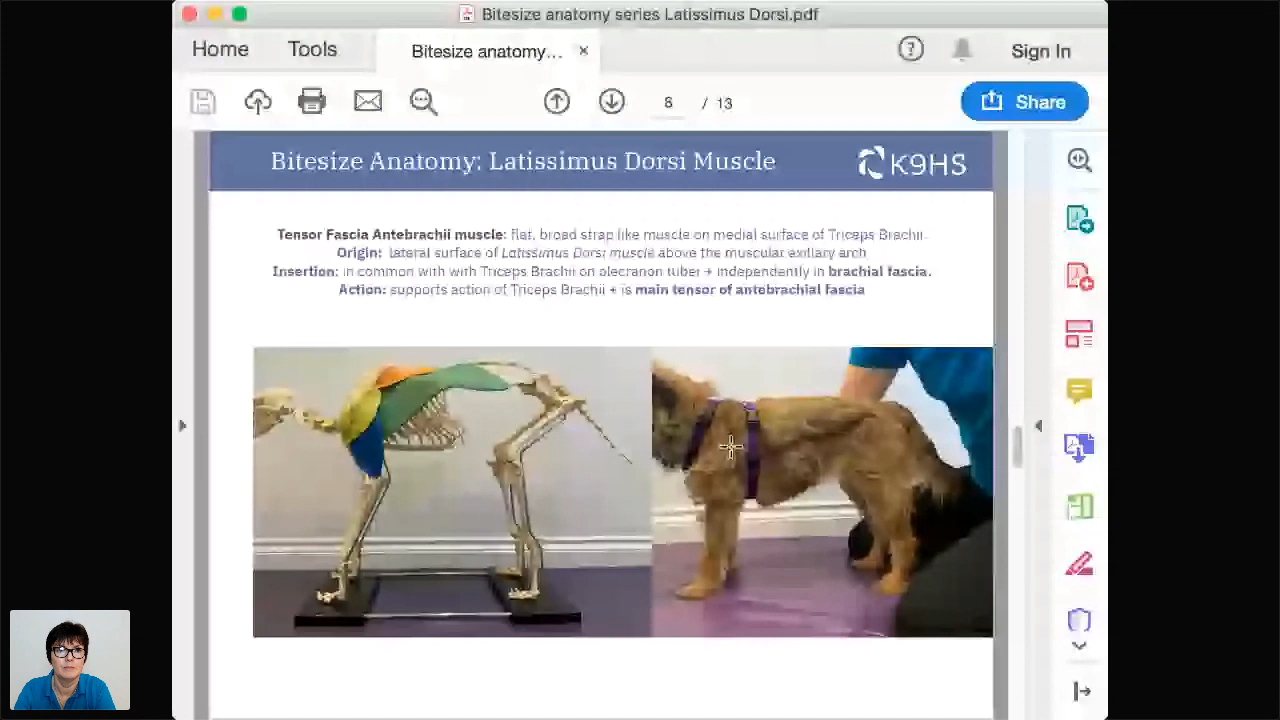 Bitesize anatomy series Latissimus Dorsi.pdf
Home Tools Bitesize anatomy... × ? Sign In
8 / 13 Share
Bitesize Anatomy: Latissimus Dorsi Muscle K9HS
Tensor Fascia Antebrachii muscle: flat, broad strap like muscle on medial surface of Triceps Brachii.
Origin: lateral surface of Latissimus Dorsi muscle above the muscular axillary arch
Insertion: in common with with Triceps Brachii on olecranon tuber + independently in brachial fascia.
Action: supports action of Triceps Brachii + is main tensor of antebrachial fascia